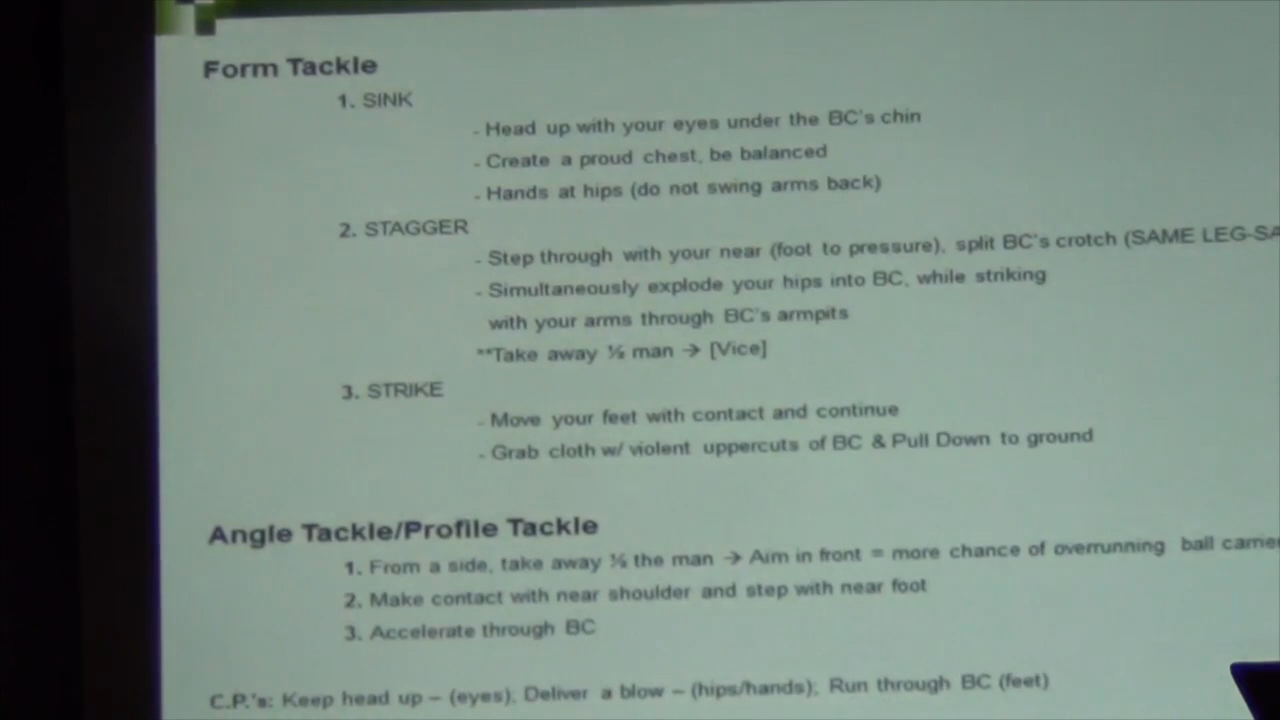 Form Tackle
1. SINK
- Head up with your eyes under the BC's chin
- Create a proud chest, be balanced
- Hands at hips (do not swing arms back)
2. STAGGER
- Step through with your near (foot to pressure), split BC's crotch (SAME LEG-SA
- Simultaneously explode your hips into BC, while striking
with your arms through BC's armpits
**Take away ½ man → [Vice]
3. STRIKE
- Move your feet with contact and continue
- Grab cloth w/ violent uppercuts of BC & Pull Down to ground
Angle Tackle/Profile Tackle
1. From a side, take away ½ the man → Aim in front = more chance of overrunning ball carrier
2. Make contact with near shoulder and step with near foot
3. Accelerate through BC
C.P.'s: Keep head up – (eyes); Deliver a blow – (hips/hands); Run through BC (feet)